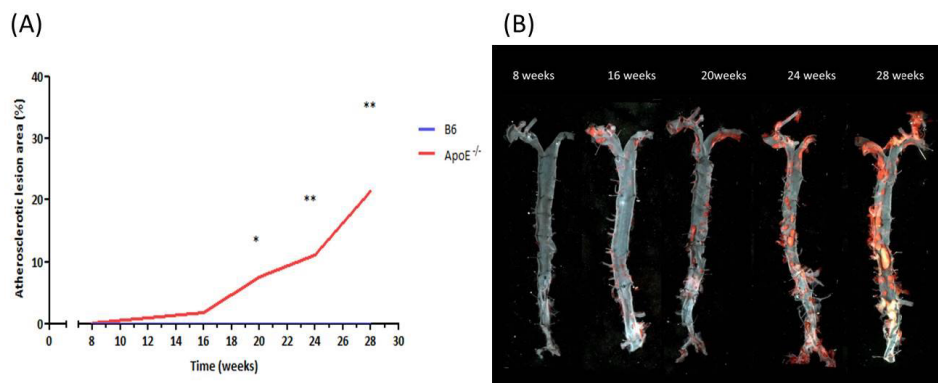 (A)
(B)
40
30
20
10
0
Atherosclerotic lesion area (%)
0 8 10 12 14 16 18 20 22 24 26 28 30
Time (weeks)
*
**
**
B6
ApoE-/-
8 weeks 16 weeks 20weeks 24 weeks 28 weeks